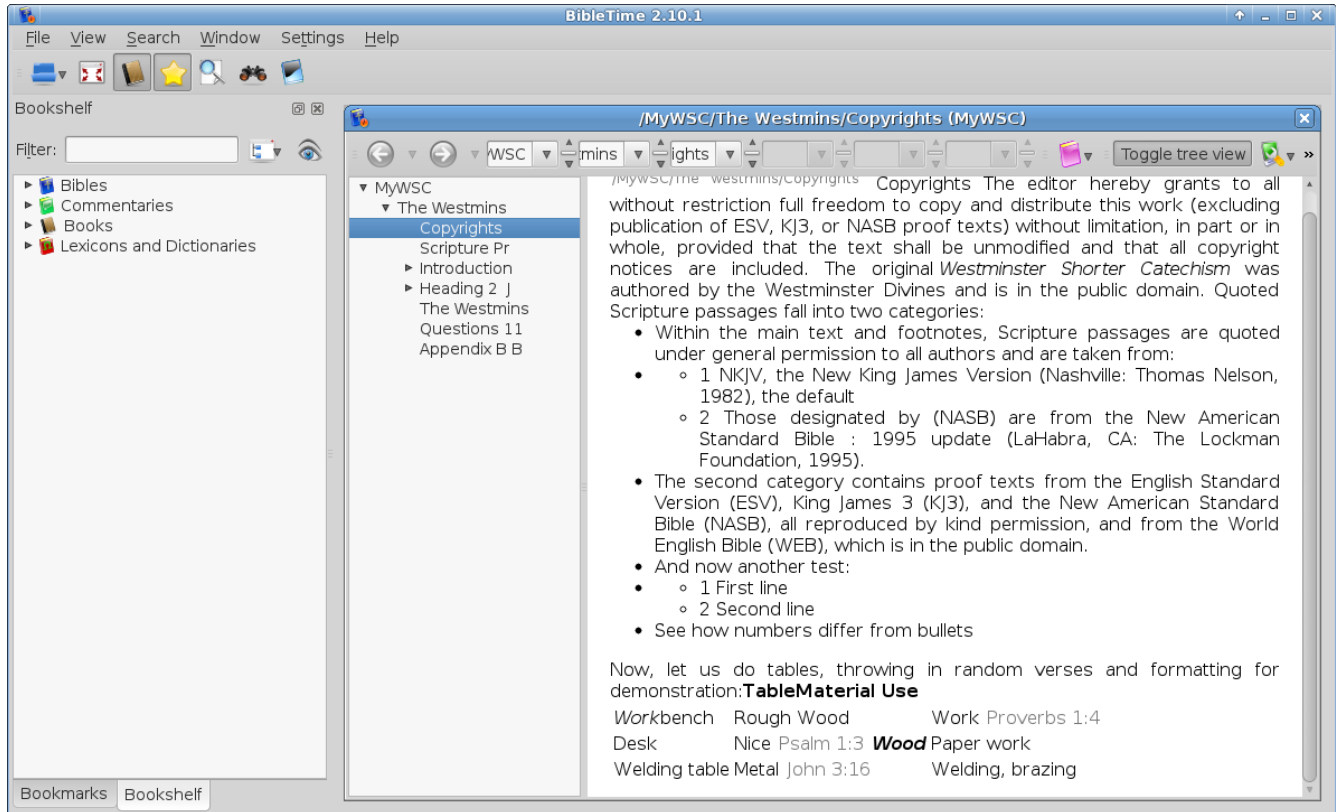 BibleTime 2.10.1
File View Search Window Settings Help
Bookshelf
Filter:
Bibles
Commentaries
Books
Lexicons and Dictionaries
Bookmarks Bookshelf
/MyWSC/The Westmins/Copyrights (MyWSC)
WSC mins ights Toggle tree view »
MyWSC
The Westmins
Copyrights
Scripture Pr
Introduction
Heading 2 J
The Westmins
Questions 11
Appendix B B
/MyWSC/The Westmins/Copyrights Copyrights The editor hereby grants to all
without restriction full freedom to copy and distribute this work (excluding
publication of ESV, KJ3, or NASB proof texts) without limitation, in part or in
whole, provided that the text shall be unmodified and that all copyright
notices are included. The original Westminster Shorter Catechism was
authored by the Westminster Divines and is in the public domain. Quoted
Scripture passages fall into two categories:
• Within the main text and footnotes, Scripture passages are quoted
under general permission to all authors and are taken from:
• ◦ 1 NKJV, the New King James Version (Nashville: Thomas Nelson,
1982), the default
◦ 2 Those designated by (NASB) are from the New American
Standard Bible : 1995 update (LaHabra, CA: The Lockman
Foundation, 1995).
• The second category contains proof texts from the English Standard
Version (ESV), King James 3 (KJ3), and the New American Standard
Bible (NASB), all reproduced by kind permission, and from the World
English Bible (WEB), which is in the public domain.
• And now another test:
• ◦ 1 First line
◦ 2 Second line
• See how numbers differ from bullets
Now, let us do tables, throwing in random verses and formatting for
demonstration:TableMaterial Use
Workbench Rough Wood Work Proverbs 1:4
Desk Nice Psalm 1:3 Wood Paper work
Welding table Metal John 3:16 Welding, brazing